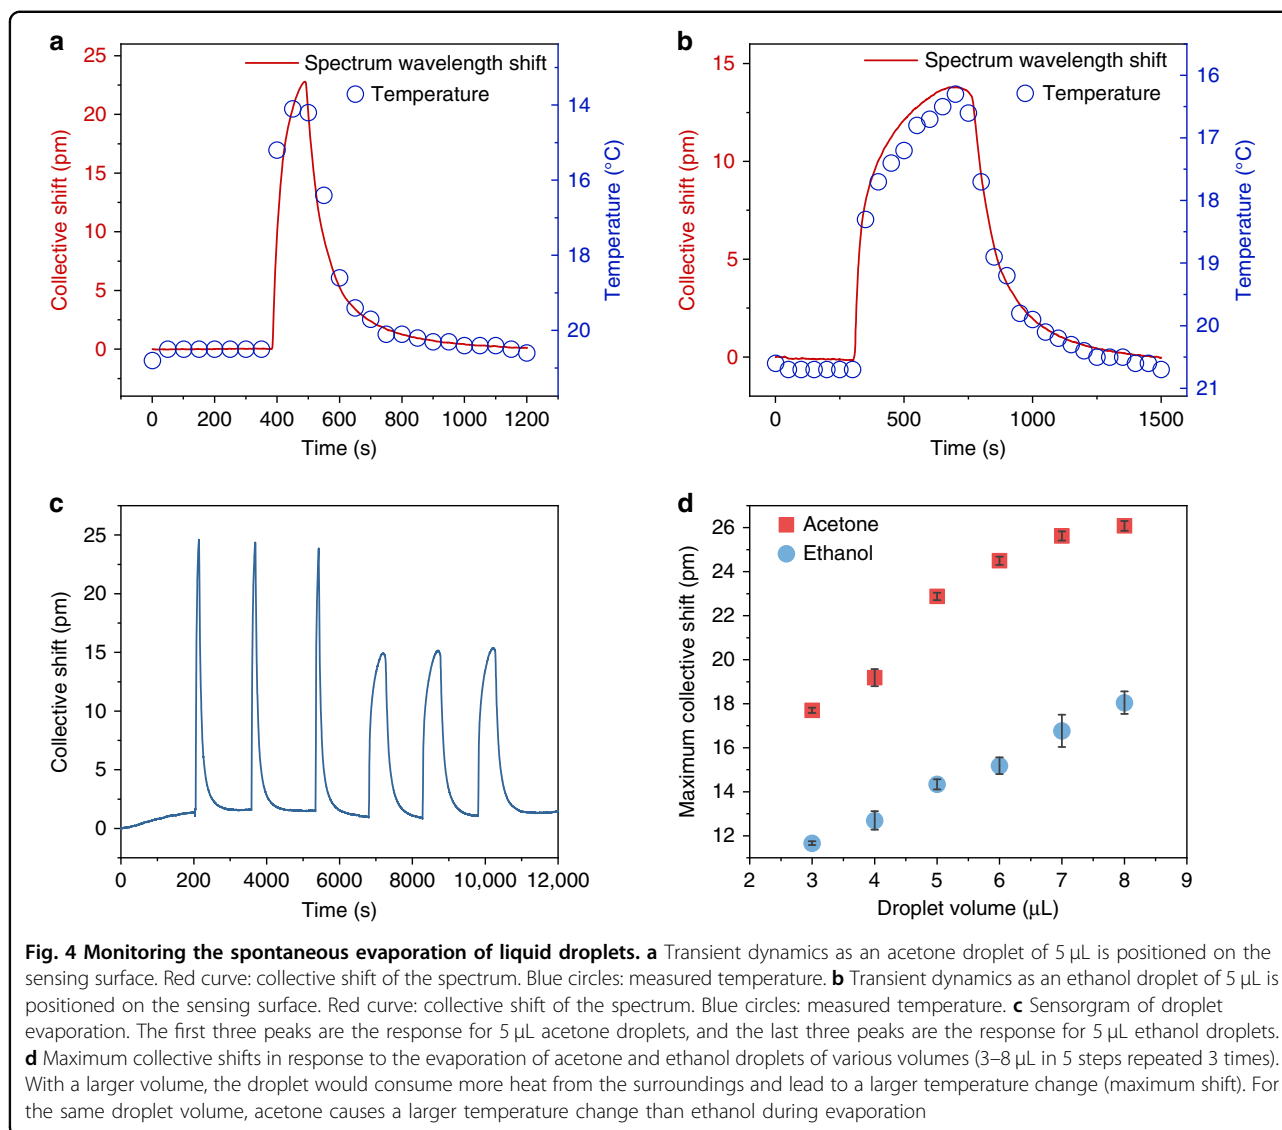 a
25
20
15
10
5
0
Collective shift (pm)
Spectrum wavelength shift
Temperature
14
16
18
20
Temperature (°C)
0 200 400 600 800 1000 1200
Time (s)
b
15
10
5
0
Collective shift (pm)
Spectrum wavelength shift
Temperature
16
17
18
19
20
21
Temperature (°C)
0 500 1000 1500
Time (s)
c
25
20
15
10
5
0
Collective shift (pm)
0 2000 4000 6000 8000 10,000 12,000
Time (s)
d
26
24
22
20
18
16
14
12
Maximum collective shift (pm)
Acetone
Ethanol
2 3 4 5 6 7 8 9
Droplet volume (μL)
Fig. 4 Monitoring the spontaneous evaporation of liquid droplets. a Transient dynamics as an acetone droplet of 5 μL is positioned on the
sensing surface. Red curve: collective shift of the spectrum. Blue circles: measured temperature. b Transient dynamics as an ethanol droplet of 5 μL is
positioned on the sensing surface. Red curve: collective shift of the spectrum. Blue circles: measured temperature. c Sensorgram of droplet
evaporation. The first three peaks are the response for 5 μL acetone droplets, and the last three peaks are the response for 5 μL ethanol droplets.
d Maximum collective shifts in response to the evaporation of acetone and ethanol droplets of various volumes (3–8 μL in 5 steps repeated 3 times).
With a larger volume, the droplet would consume more heat from the surroundings and lead to a larger temperature change (maximum shift). For
the same droplet volume, acetone causes a larger temperature change than ethanol during evaporation